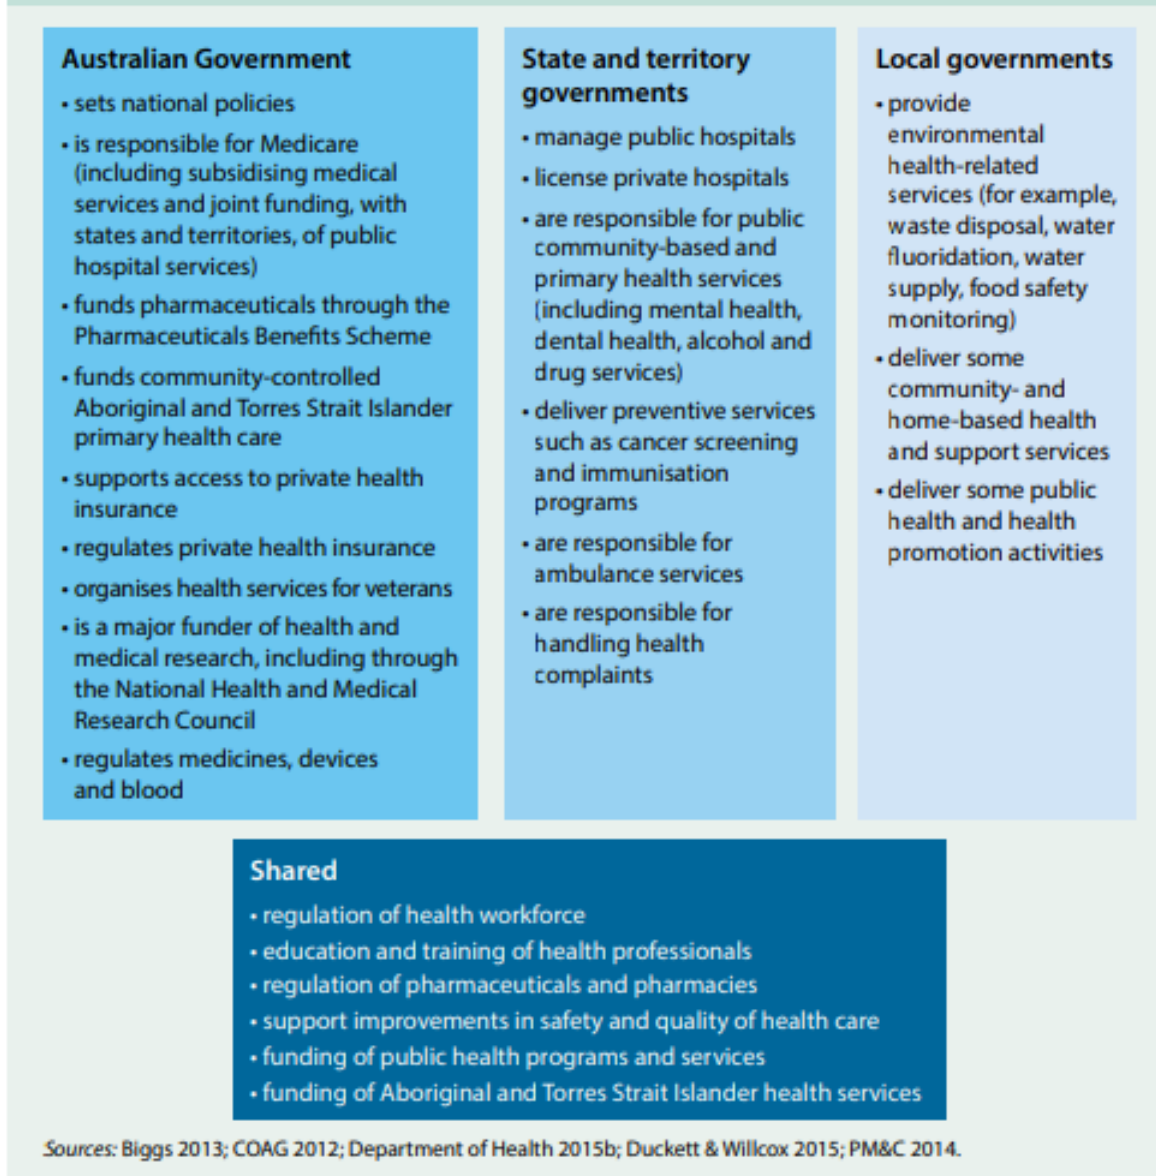 Australian Government
• sets national policies
• is responsible for Medicare
(including subsidising medical
services and joint funding, with
states and territories, of public
hospital services)
• funds pharmaceuticals through the
Pharmaceuticals Benefits Scheme
• funds community-controlled
Aboriginal and Torres Strait Islander
primary health care
• supports access to private health
insurance
• regulates private health insurance
• organises health services for veterans
• is a major funder of health and
medical research, including through
the National Health and Medical
Research Council
• regulates medicines, devices
and blood
State and territory
governments
• manage public hospitals
• license private hospitals
• are responsible for public
community-based and
primary health services
(including mental health,
dental health, alcohol and
drug services)
• deliver preventive services
such as cancer screening
and immunisation
programs
• are responsible for
ambulance services
• are responsible for
handling health
complaints
Local governments
• provide
environmental
health-related
services (for example,
waste disposal, water
fluoridation, water
supply, food safety
monitoring)
• deliver some
community- and
home-based health
and support services
• deliver some public
health and health
promotion activities
Shared
• regulation of health workforce
• education and training of health professionals
• regulation of pharmaceuticals and pharmacies
• support improvements in safety and quality of health care
• funding of public health programs and services
• funding of Aboriginal and Torres Strait Islander health services
Sources: Biggs 2013; COAG 2012; Department of Health 2015b; Duckett & Willcox 2015; PM&C 2014.